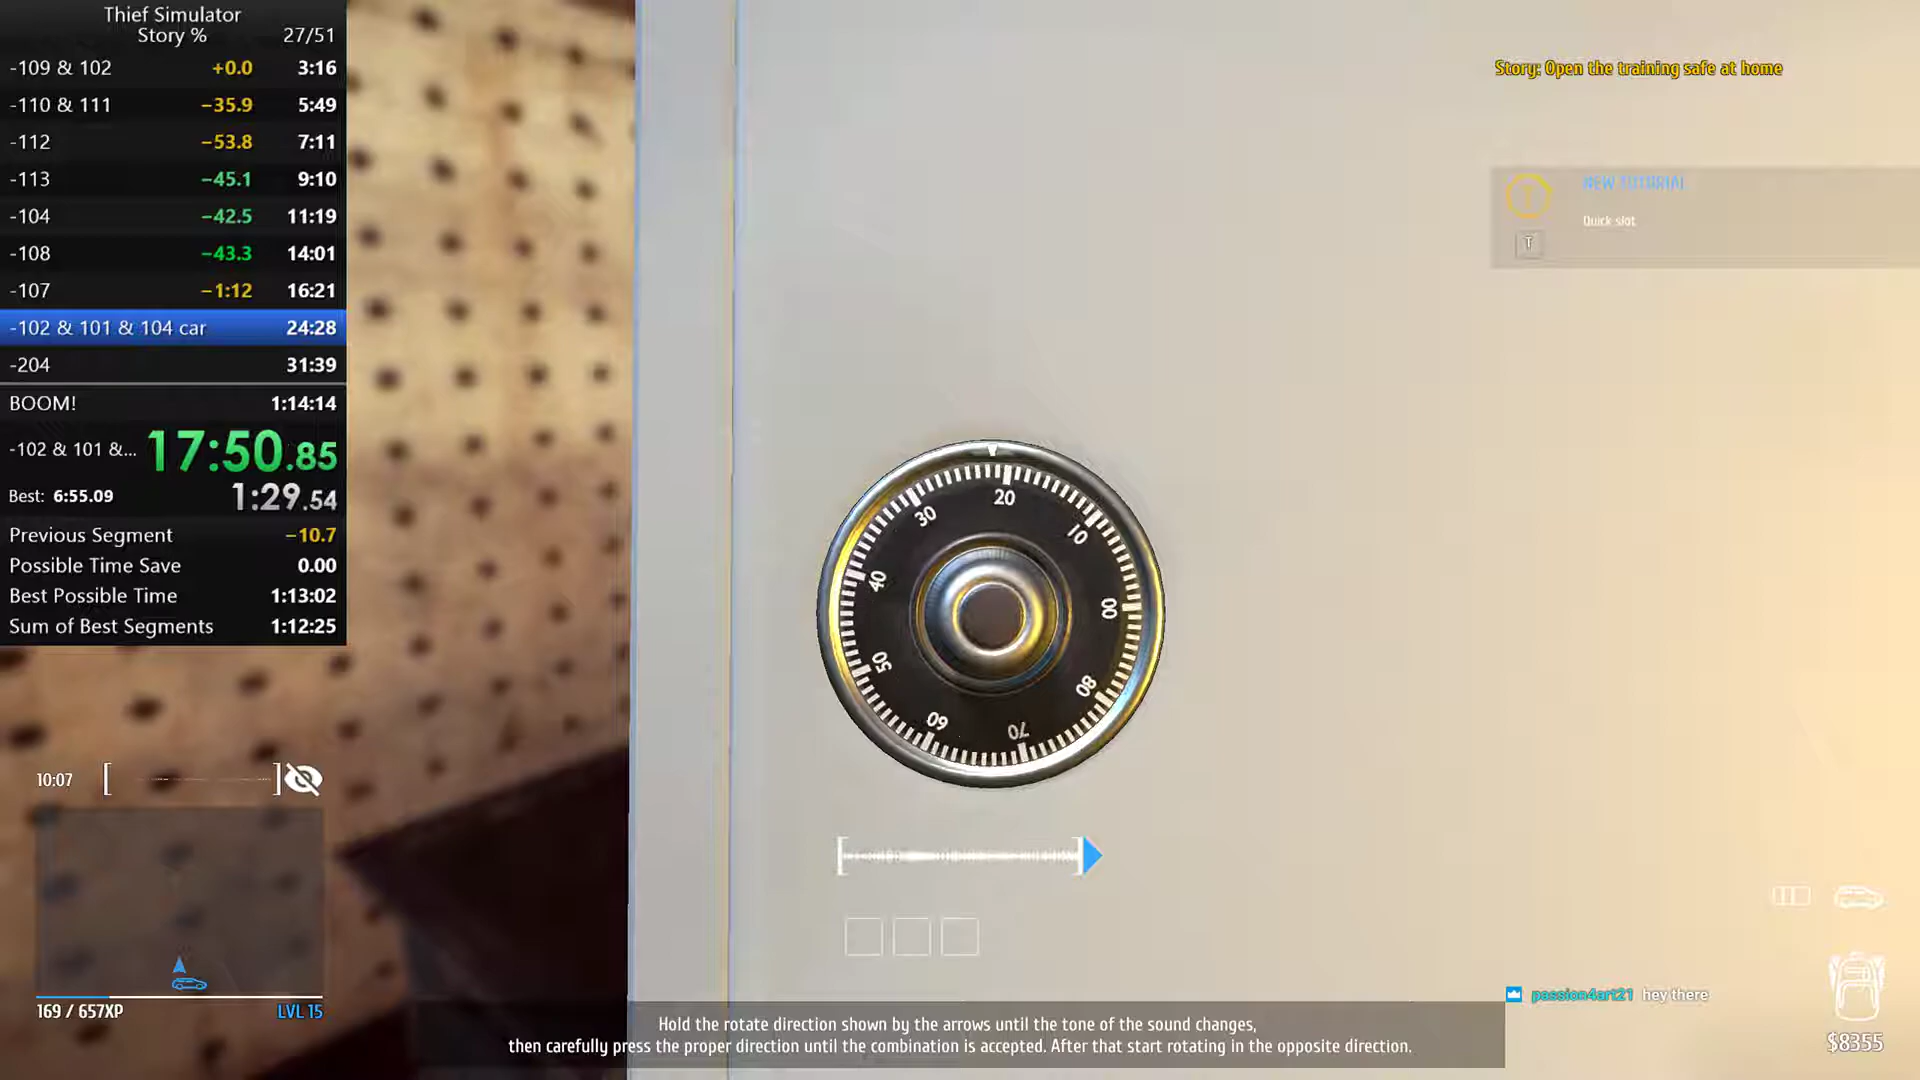 Thief Simulator
Story % 27/51
-109 & 102 +0.0 3:16
-110 & 111 −35.9 5:49
-112 −53.8 7:11
-113 −45.1 9:10
-104 −42.5 11:19
-108 −43.3 14:01
-107 −1:12 16:21
-102 & 101 & 104 car 24:28
-204 31:39
BOOM! 1:14:14
-102 & 101 &... 17:50.85
Best: 6:55.09 1:29.54
Previous Segment −10.7
Possible Time Save 0.00
Best Possible Time 1:13:02
Sum of Best Segments 1:12:25
Story: Open the training safe at home
NEW TUTORIAL
Quick slot
T
20
30
10
40
00
50
80
60
70
10:07
169 / 657XP LVL 15
passion4art21 hey there
$8355
Hold the rotate direction shown by the arrows until the tone of the sound changes,
then carefully press the proper direction until the combination is accepted. After that start rotating in the opposite direction.